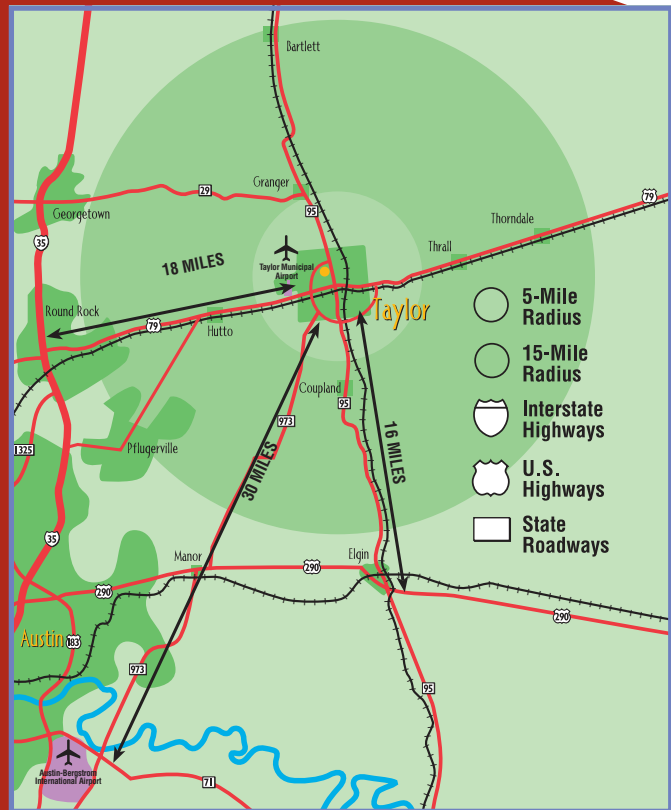 Bartlett
Granger
29
95
79
Georgetown
Thorndale
35
Thrall
18 MILES
Taylor Municipal
Airport
Round Rock
79
Hutto
Taylor
5-Mile
Radius
15-Mile
Radius
Coupland
95
973
Interstate
Highways
1325
Pflugerville
16 MILES
30 MILES
U.S.
Highways
35
State
Roadways
Manor
290
Elgin
290
290
Austin
183
973
95
Austin-Bergstrom
International Airport
71